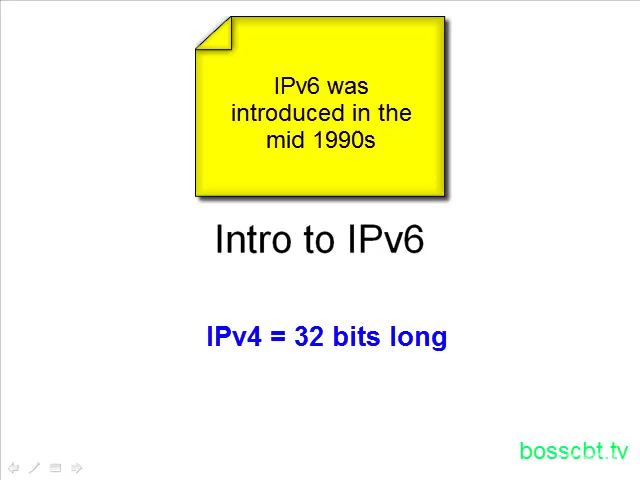 IPv6 was
introduced in the
mid 1990s
Intro to IPv6
IPv4 = 32 bits long
bosscbt.tv